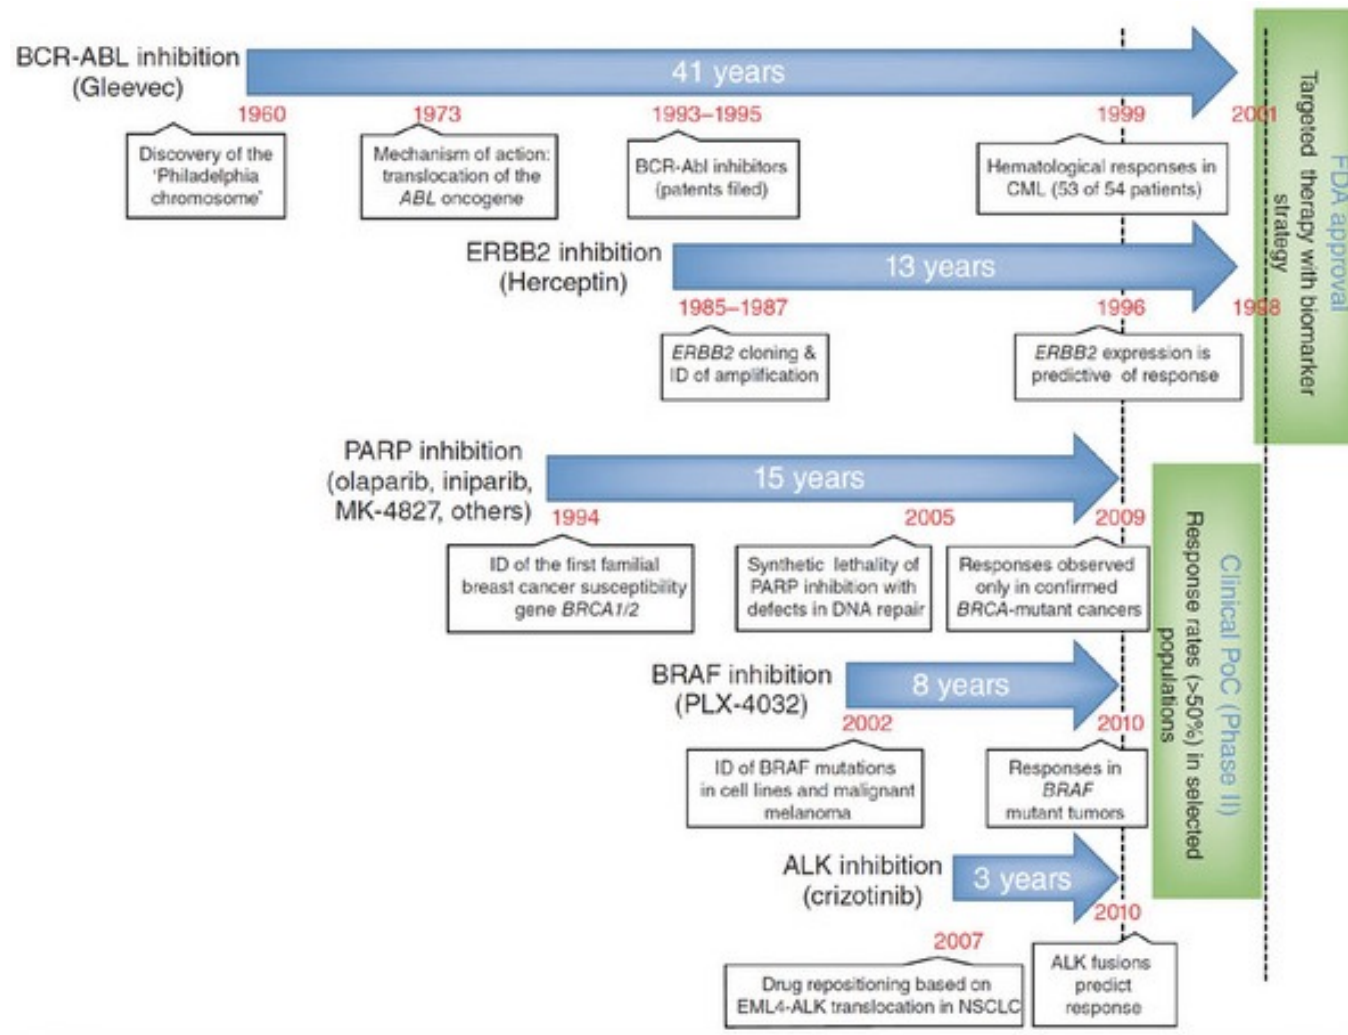 BCR-ABL inhibition
(Gleevec)
41 years
1960
1973
1993–1995
1999
2001
Discovery of the
'Philadelphia
chromosome'
Mechanism of action:
translocation of the
ABL oncogene
BCR-Abl inhibitors
(patents filed)
Hematological responses in
CML (53 of 54 patients)
ERBB2 inhibition
(Herceptin)
13 years
1985–1987
1996
1998
ERBB2 cloning &
ID of amplification
ERBB2 expression is
predictive of response
FDA approval
Targeted therapy with biomarker
strategy
PARP inhibition
(olaparib, iniparib,
MK-4827, others)
15 years
1994
2005
2009
ID of the first familial
breast cancer susceptibility
gene BRCA1/2
Synthetic lethality of
PARP inhibition with
defects in DNA repair
Responses observed
only in confirmed
BRCA-mutant cancers
BRAF inhibition
(PLX-4032)
8 years
2002
2010
ID of BRAF mutations
in cell lines and malignant
melanoma
Responses in
BRAF
mutant tumors
Clinical PoC (Phase II)
Response rates (>50%) in selected
populations
ALK inhibition
(crizotinib)
3 years
2007
2010
Drug repositioning based on
EML4-ALK translocation in NSCLC
ALK fusions
predict
response